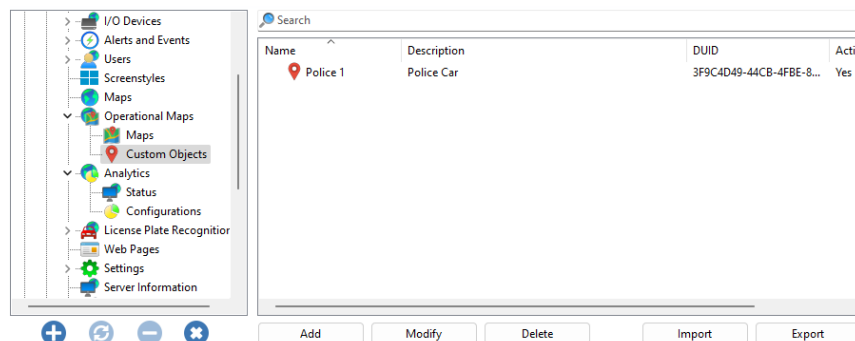 I/O Devices
Alerts and Events
Users
Screenstyles
Maps
Operational Maps
Maps
Custom Objects
Analytics
Status
Configurations
License Plate Recognition
Web Pages
Settings
Server Information
Search
Name Description DUID Acti
Police 1 Police Car 3F9C4D49-44CB-4FBE-8... Yes
Add Modify Delete Import Export